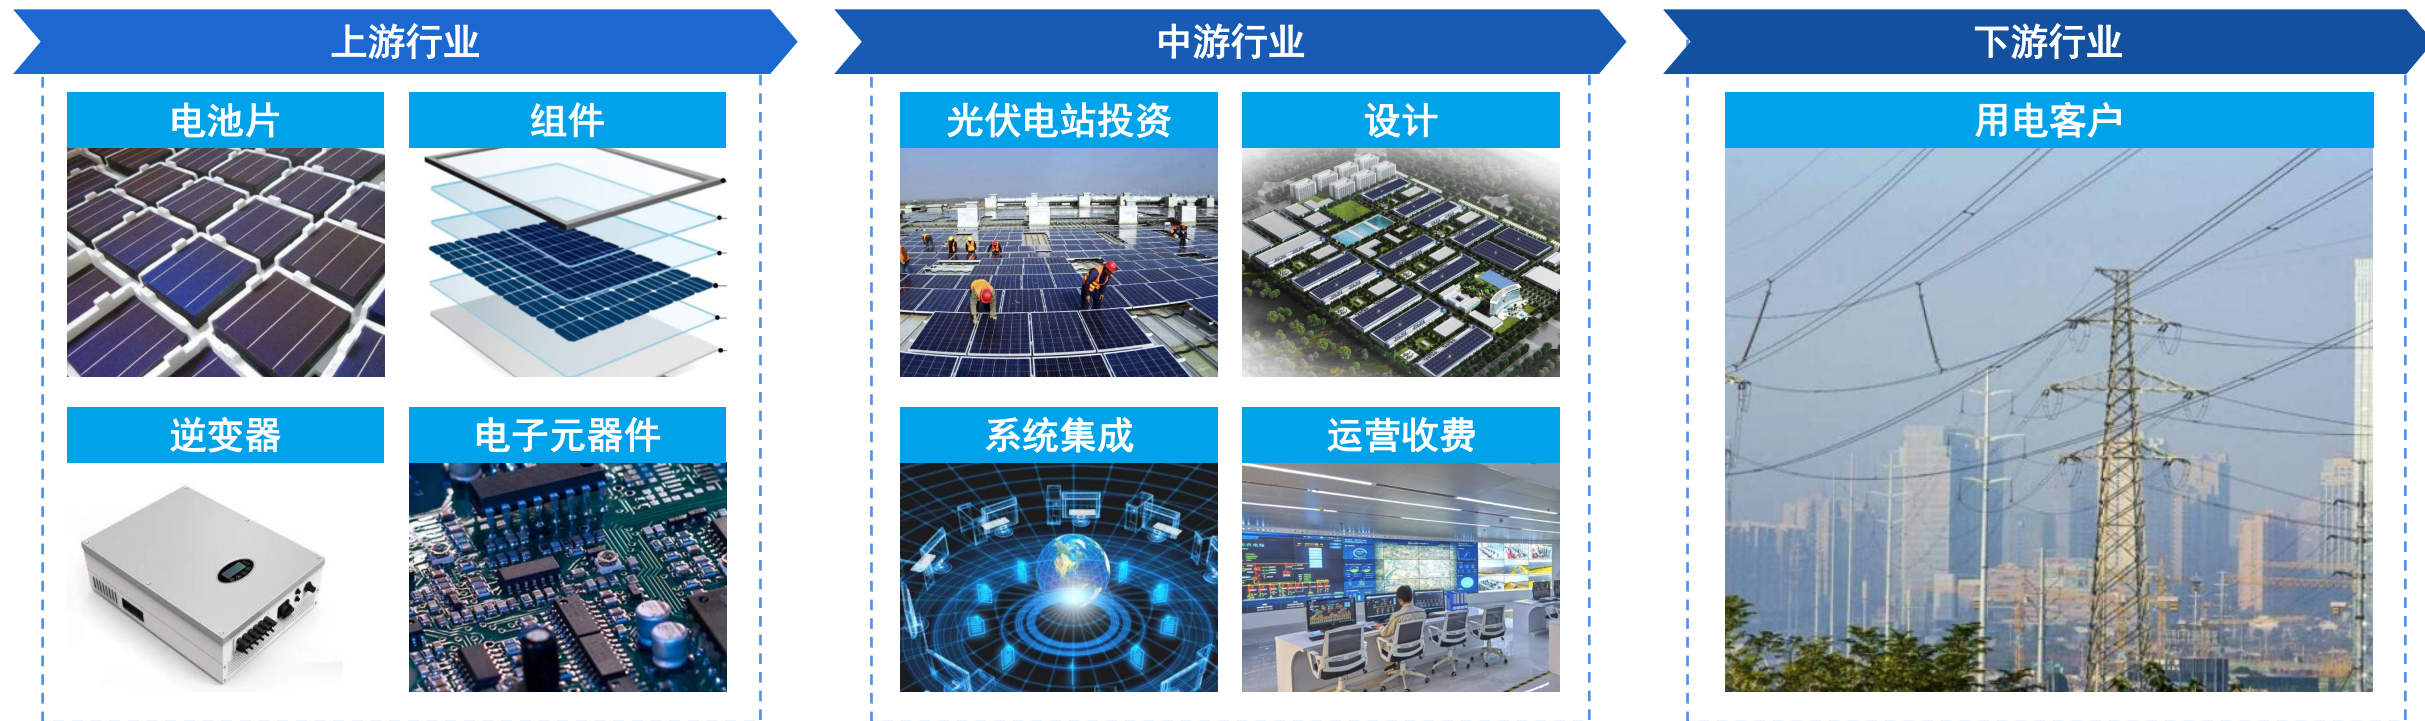 上游行业
中游行业
下游行业
电池片
组件
光伏电站投资
设计
用电客户
逆变器
电子元器件
系统集成
运营收费